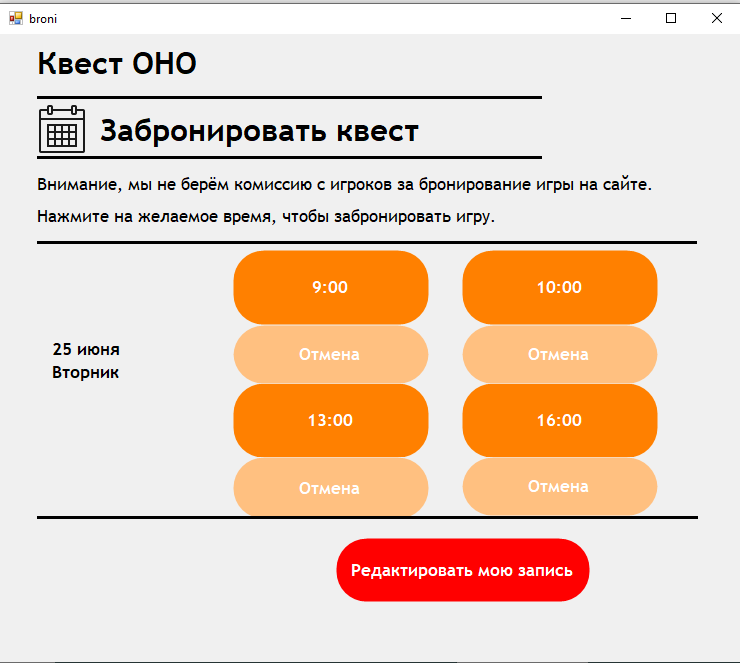 broni
Квест ОНО
Забронировать квест
Внимание, мы не берём комиссию с игроков за бронирование игры на сайте.
Нажмите на желаемое время, чтобы забронировать игру.
9:00
10:00
25 июня
Вторник
Отмена
Отмена
13:00
16:00
Отмена
Отмена
Редактировать мою запись